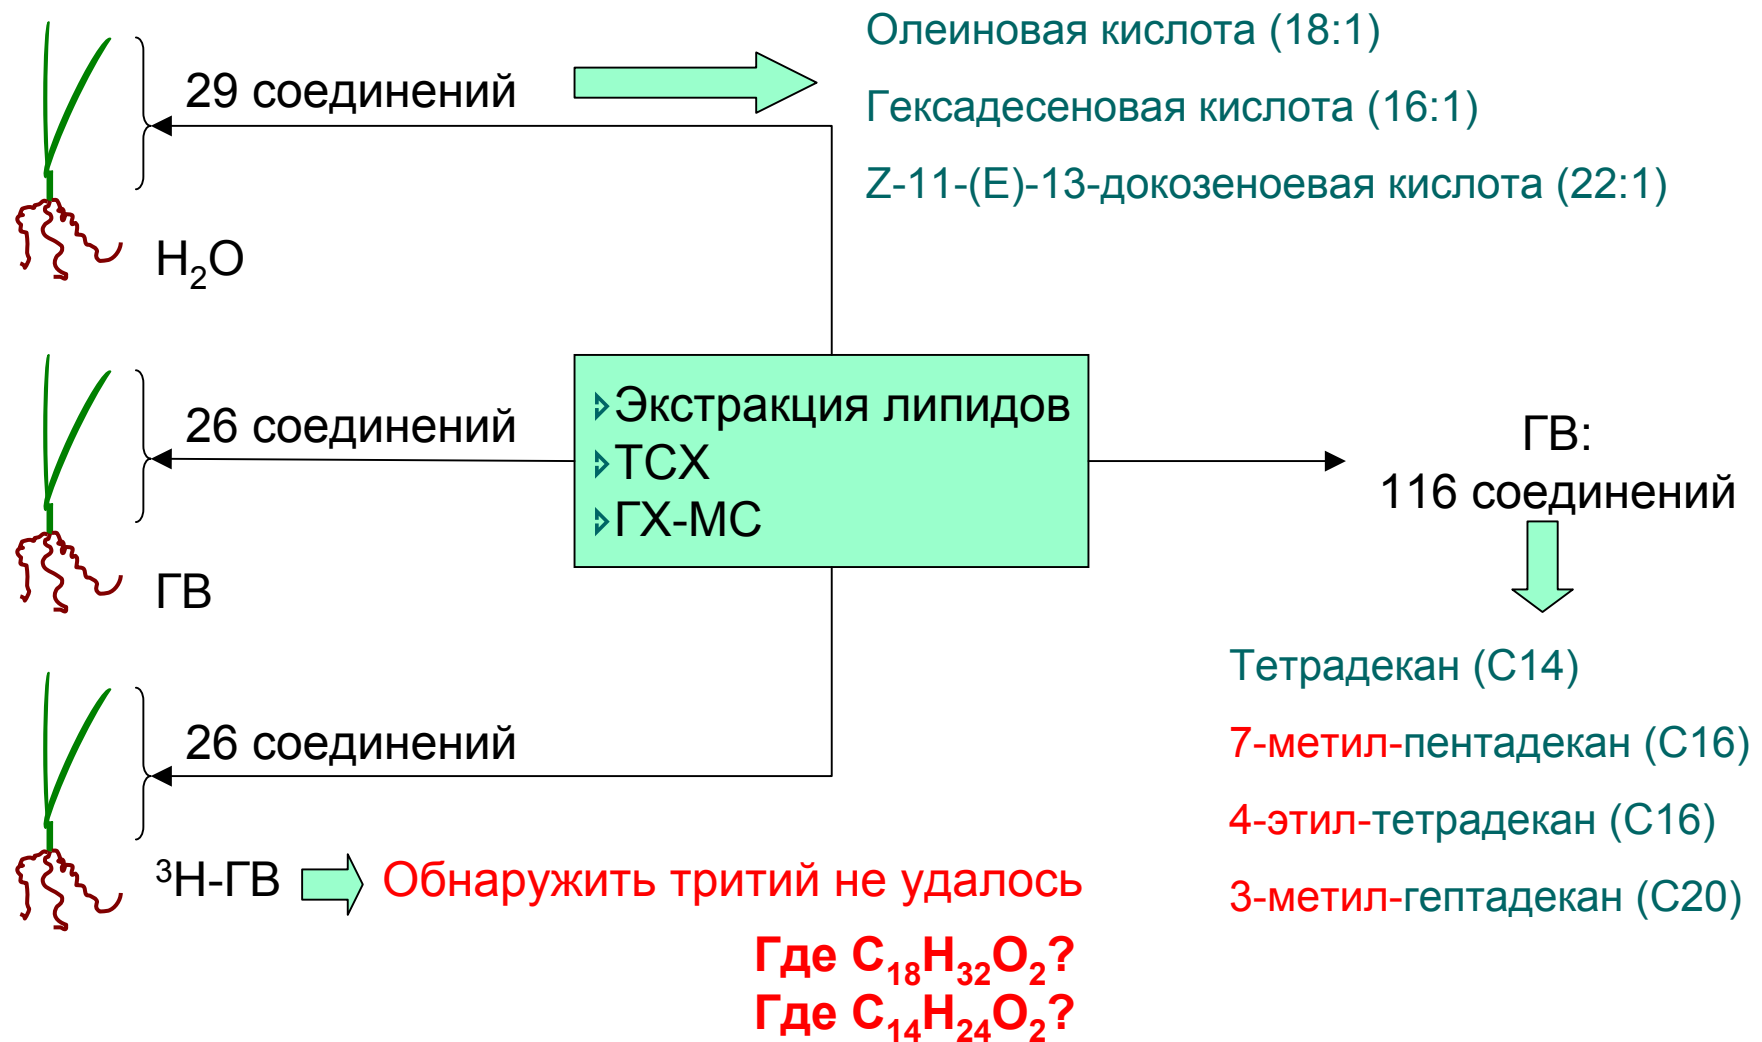 Олеиновая кислота (18:1)
29 соединений
Гексадесеновая кислота (16:1)
Z-11-(E)-13-докозеноевая кислота (22:1)
H₂O
26 соединений
ГВ
Экстракция липидов
ТСХ
ГХ-МС
ГВ:
116 соединений
Тетрадекан (C14)
7-метил-пентадекан (C16)
4-этил-тетрадекан (C16)
3-метил-гептадекан (C20)
26 соединений
³H-ГВ
Обнаружить тритий не удалось
Где C₁₈H₃₂O₂?
Где C₁₄H₂₄O₂?